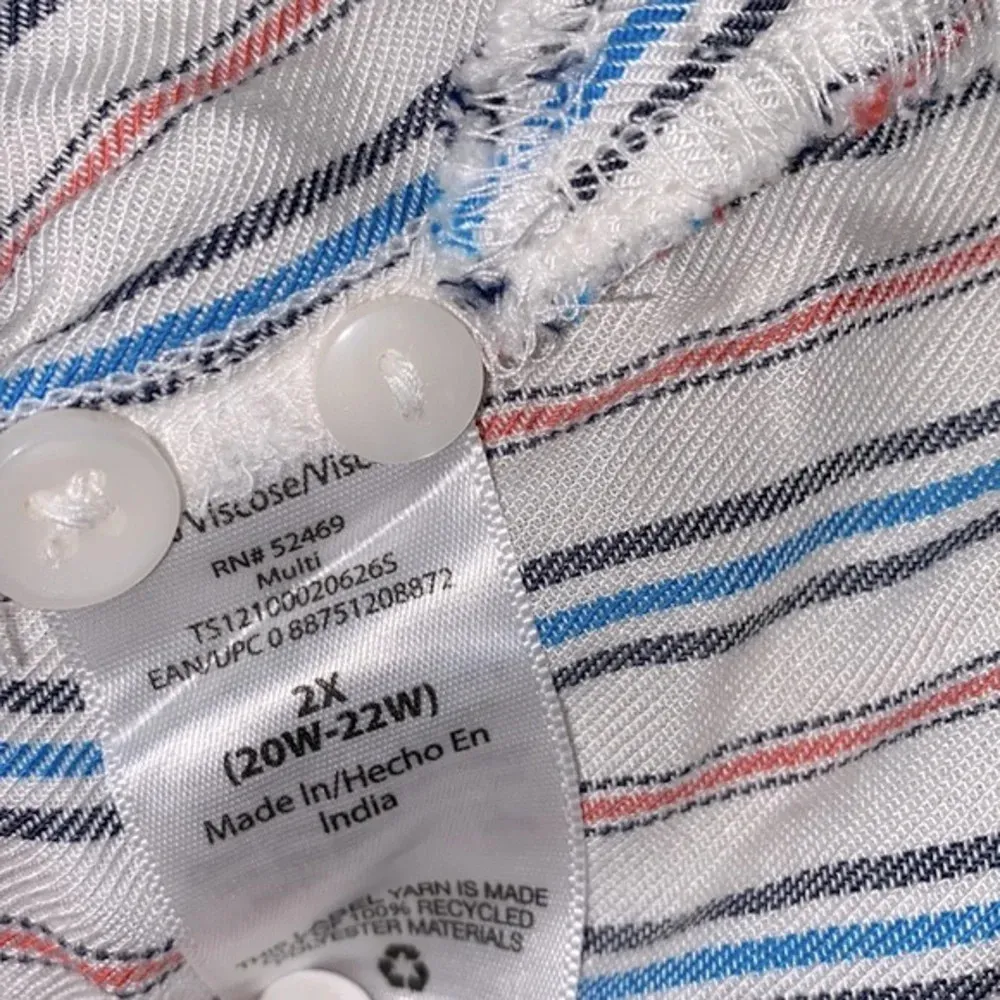 /Viscose/Visc
RN# 52469
Multi
TS121000206265
EAN/UPC 0 88751208872
2X
(20W-22W)
Made In/Hecho En
India
YARN IS MADE
100% RECYCLED
MATERIALS